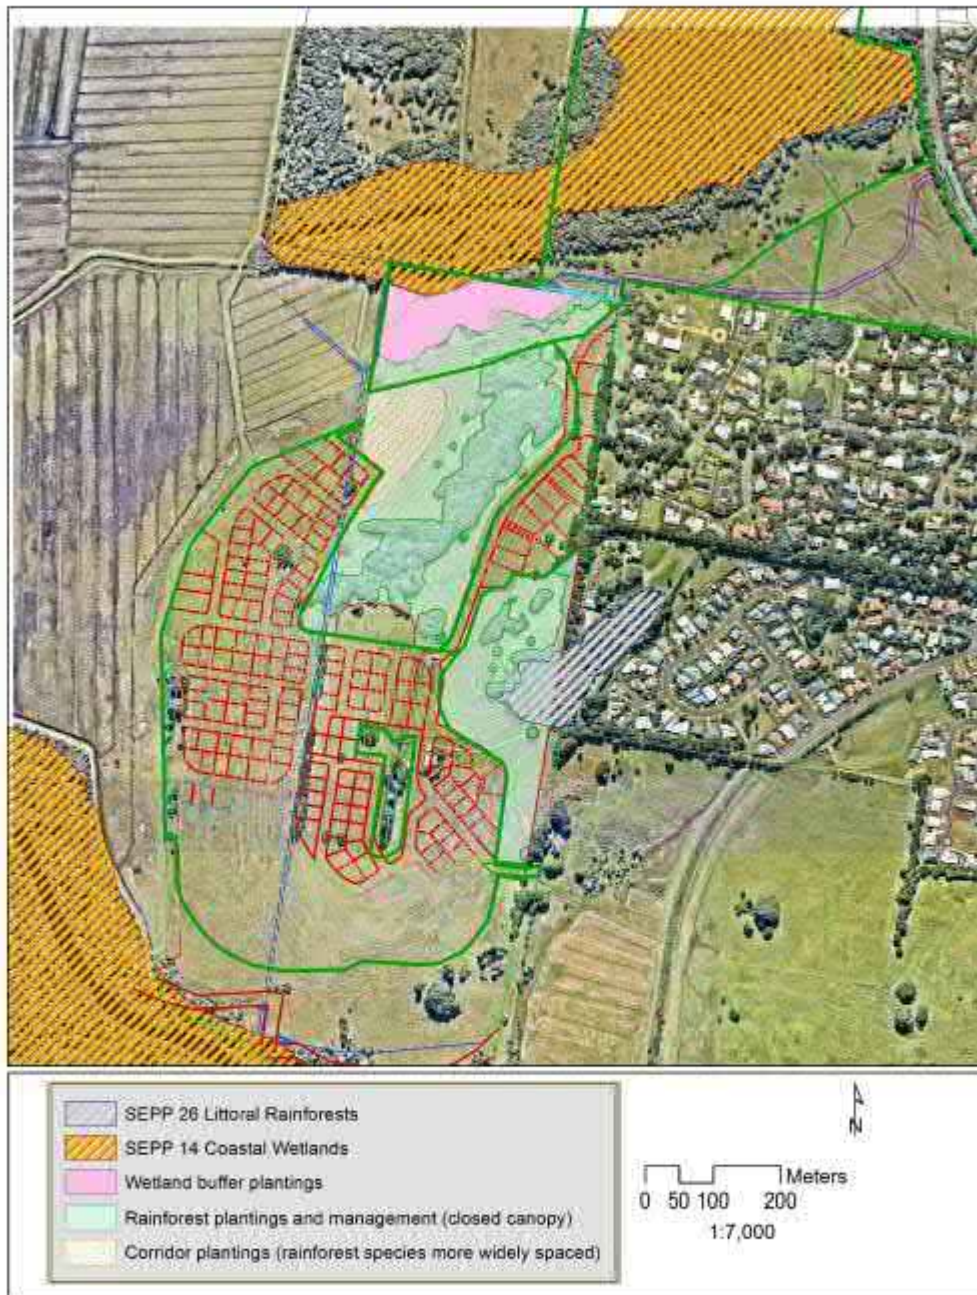 SEPP 26 Littoral Rainforests
SEPP 14 Coastal Wetlands
Wetland buffer plantings
Rainforest plantings and management (closed canopy)
Corridor plantings (rainforest species more widely spaced)
N
Meters
0 50 100 200
1:7,000